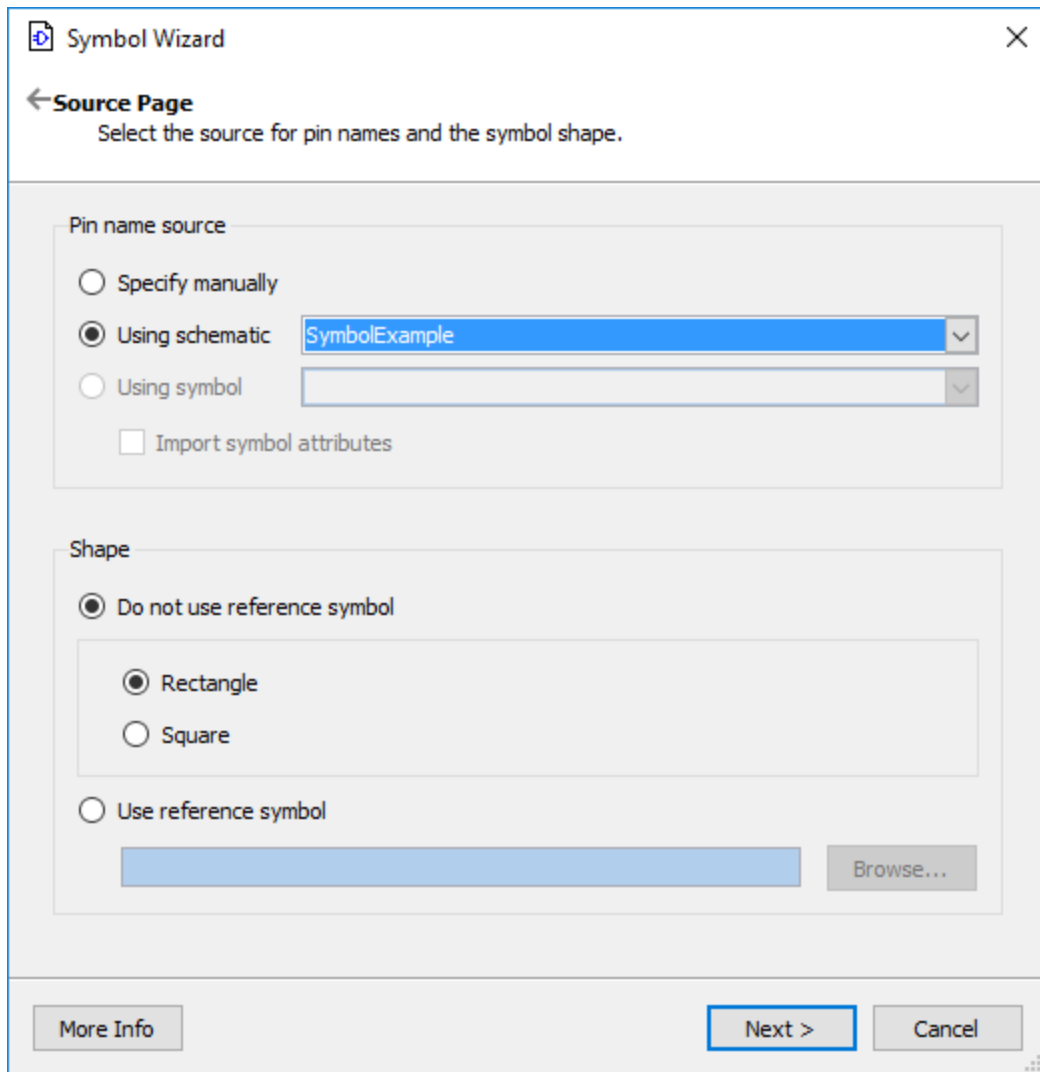 Symbol Wizard
Source Page
Select the source for pin names and the symbol shape.
Pin name source
Specify manually
Using schematic SymbolExample
Using symbol
Import symbol attributes
Shape
Do not use reference symbol
Rectangle
Square
Use reference symbol
Browse...
More Info Next > Cancel